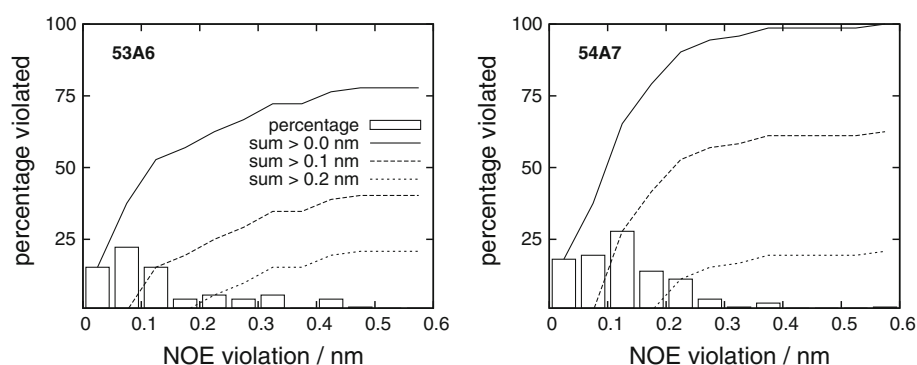 53A6
percentage violated
100
75
50
25
percentage
sum > 0.0 nm
sum > 0.1 nm
sum > 0.2 nm
0 0.1 0.2 0.3 0.4 0.5 0.6
NOE violation / nm
54A7
percentage violated
100
75
50
25
0 0.1 0.2 0.3 0.4 0.5 0.6
NOE violation / nm